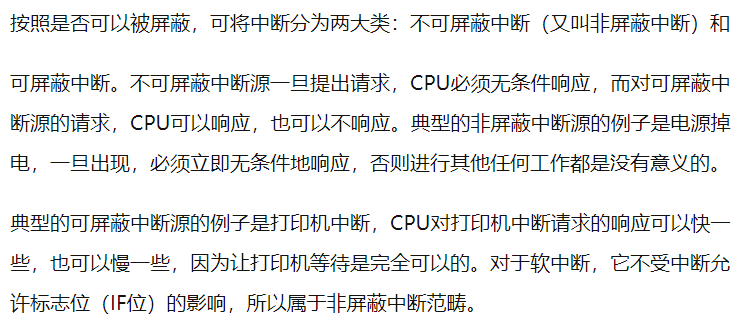 按照是否可以被屏蔽，可将中断分为两大类：不可屏蔽中断（又叫非屏蔽中断）和
可屏蔽中断。不可屏蔽中断源一旦提出请求，CPU必须无条件响应，而对可屏蔽中
断源的请求，CPU可以响应，也可以不响应。典型的非屏蔽中断源的例子是电源掉
电，一旦出现，必须立即无条件地响应，否则进行其他任何工作都是没有意义的。
典型的可屏蔽中断源的例子是打印机中断，CPU对打印机中断请求的响应可以快一
些，也可以慢一些，因为让打印机等待是完全可以的。对于软中断，它不受中断允
许标志位（IF位）的影响，所以属于非屏蔽中断范畴。